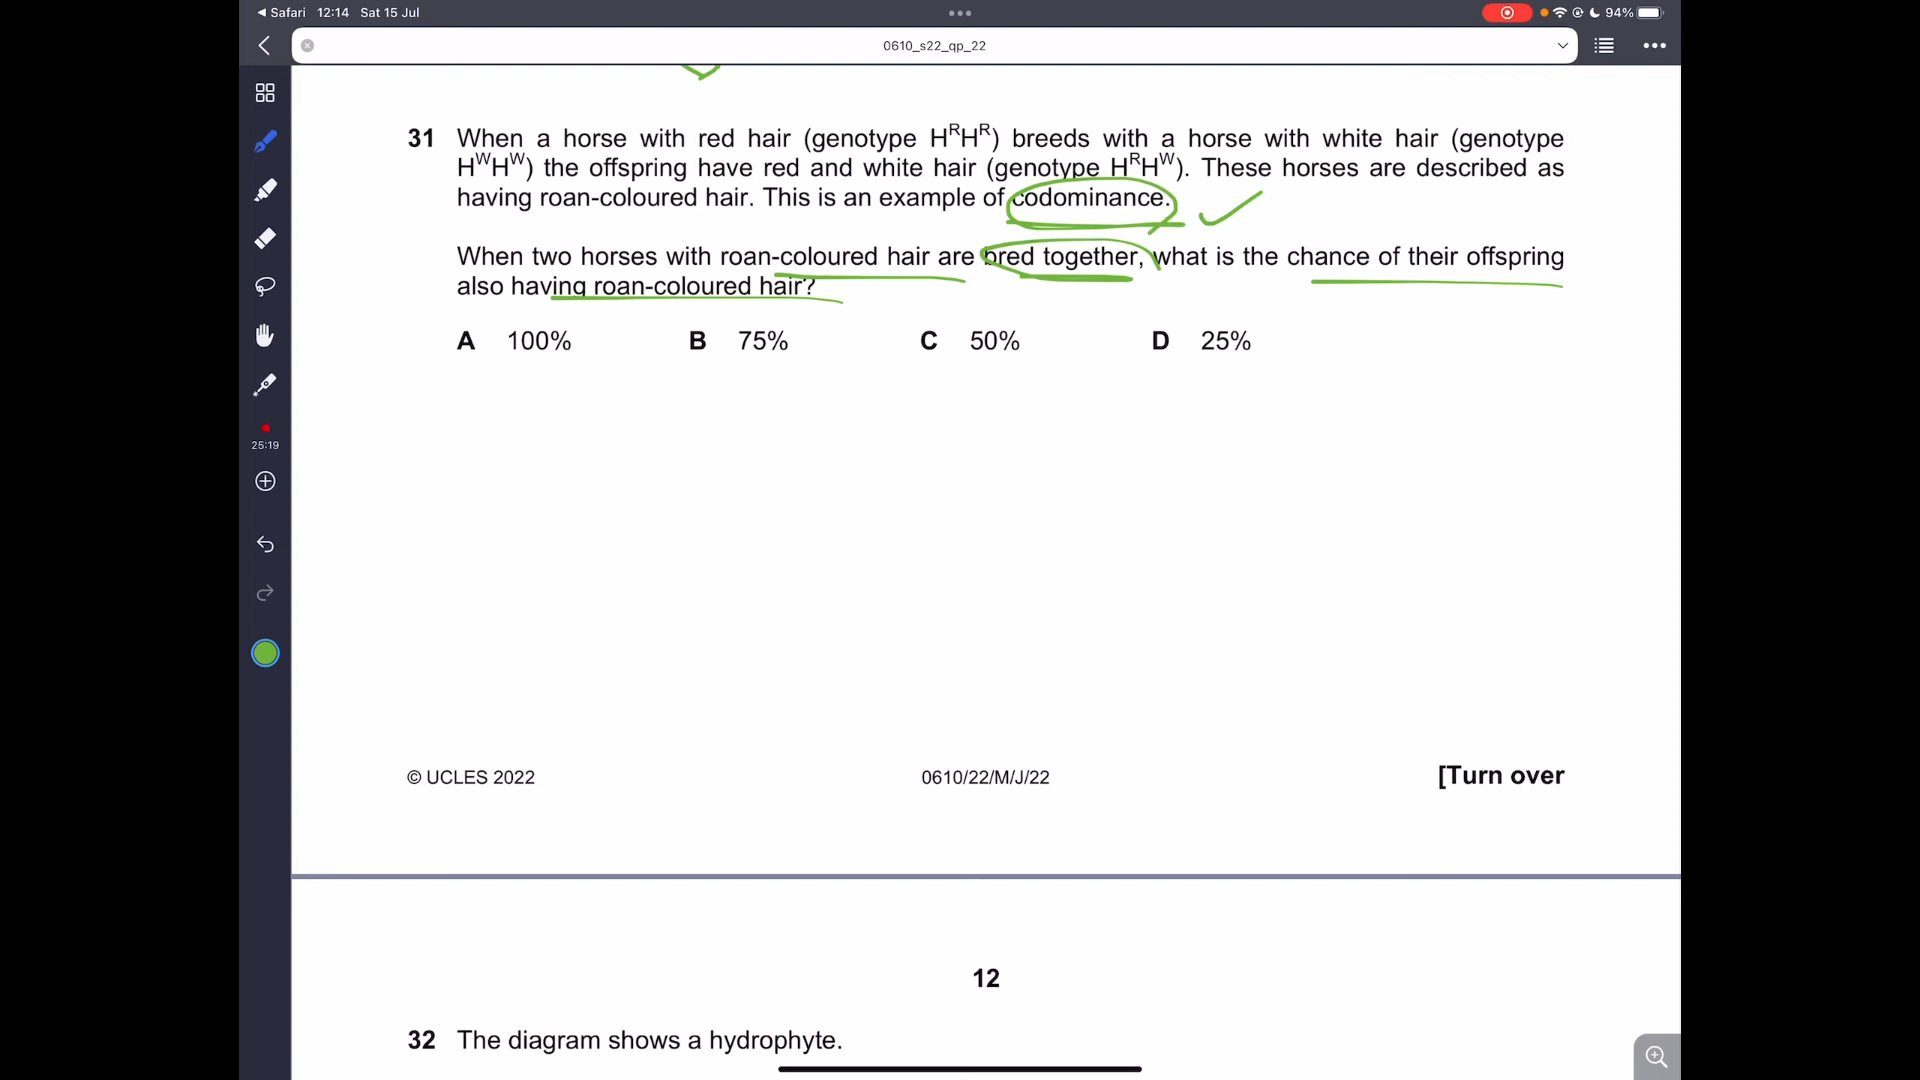 Safari 12:14 Sat 15 Jul 94%
0610_s22_qp_22
31 When a horse with red hair (genotype HᴿHᴿ) breeds with a horse with white hair (genotype
HᵂHᵂ) the offspring have red and white hair (genotype HᴿHᵂ). These horses are described as
having roan-coloured hair. This is an example of codominance.
When two horses with roan-coloured hair are bred together, what is the chance of their offspring
also having roan-coloured hair?
A 100% B 75% C 50% D 25%
25:19
© UCLES 2022 0610/22/M/J/22 [Turn over
12
32 The diagram shows a hydrophyte.